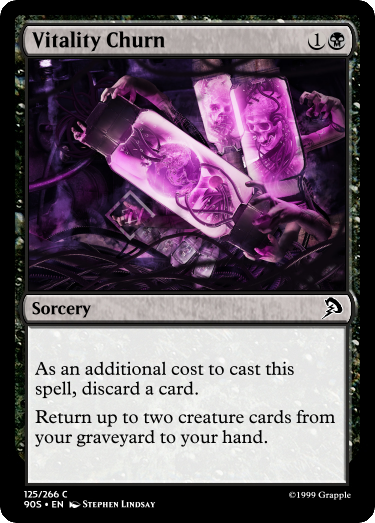 Vitality Churn 1
Sorcery
As an additional cost to cast this
spell, discard a card.
Return up to two creature cards from
your graveyard to your hand.
125/266 C
90S • EN Stephen Lindsay
©1999 Grapple